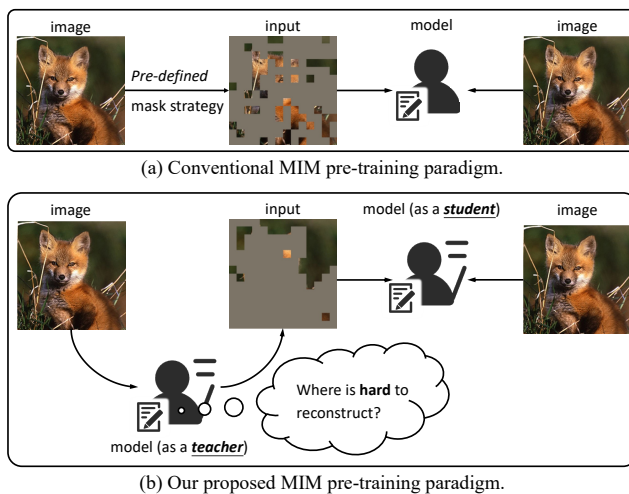 image
input
model
image
Pre-defined
mask strategy
(a) Conventional MIM pre-training paradigm.
image
input
model (as a student)
image
Where is hard to
reconstruct?
model (as a teacher)
(b) Our proposed MIM pre-training paradigm.